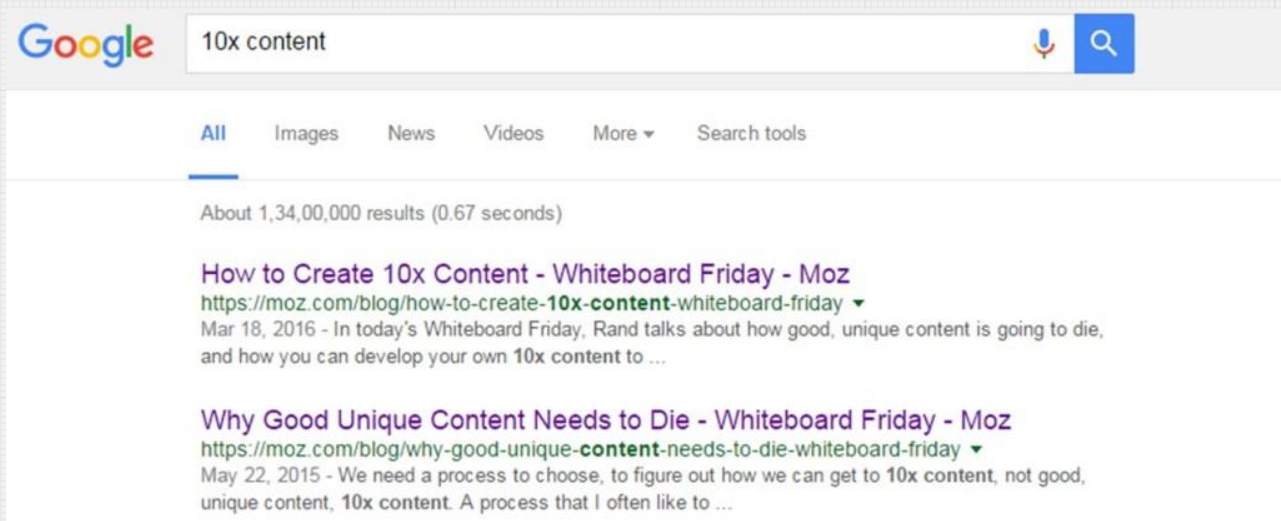 Google 10x content
All Images News Videos More Search tools
About 1,34,00,000 results (0.67 seconds)
How to Create 10x Content - Whiteboard Friday - Moz
https://moz.com/blog/how-to-create-10x-content-whiteboard-friday
Mar 18, 2016 - In today's Whiteboard Friday, Rand talks about how good, unique content is going to die,
and how you can develop your own 10x content to ...
Why Good Unique Content Needs to Die - Whiteboard Friday - Moz
https://moz.com/blog/why-good-unique-content-needs-to-die-whiteboard-friday
May 22, 2015 - We need a process to choose, to figure out how we can get to 10x content, not good,
unique content, 10x content. A process that I often like to ...